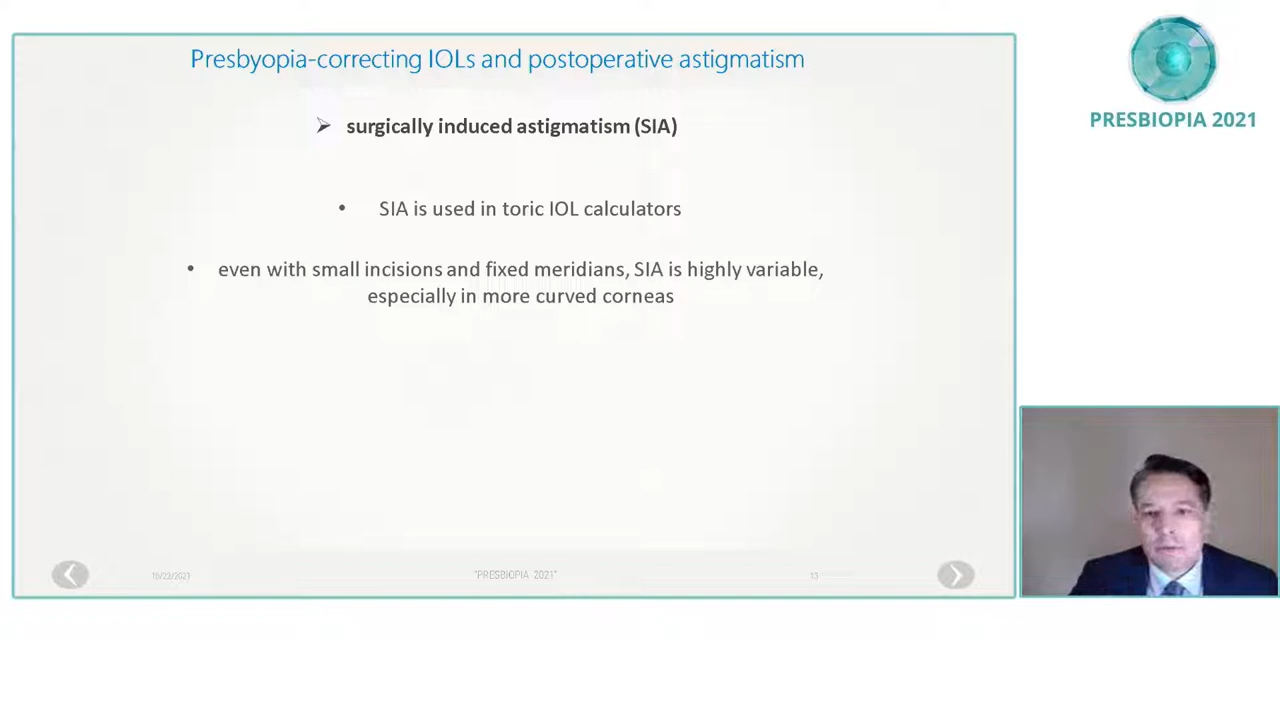 Presbyopia-correcting IOLs and postoperative astigmatism
PRESBIOPIA 2021
➢ surgically induced astigmatism (SIA)
• SIA is used in toric IOL calculators
• even with small incisions and fixed meridians, SIA is highly variable,
especially in more curved corneas
"PRESBIOPIA 2021"
13